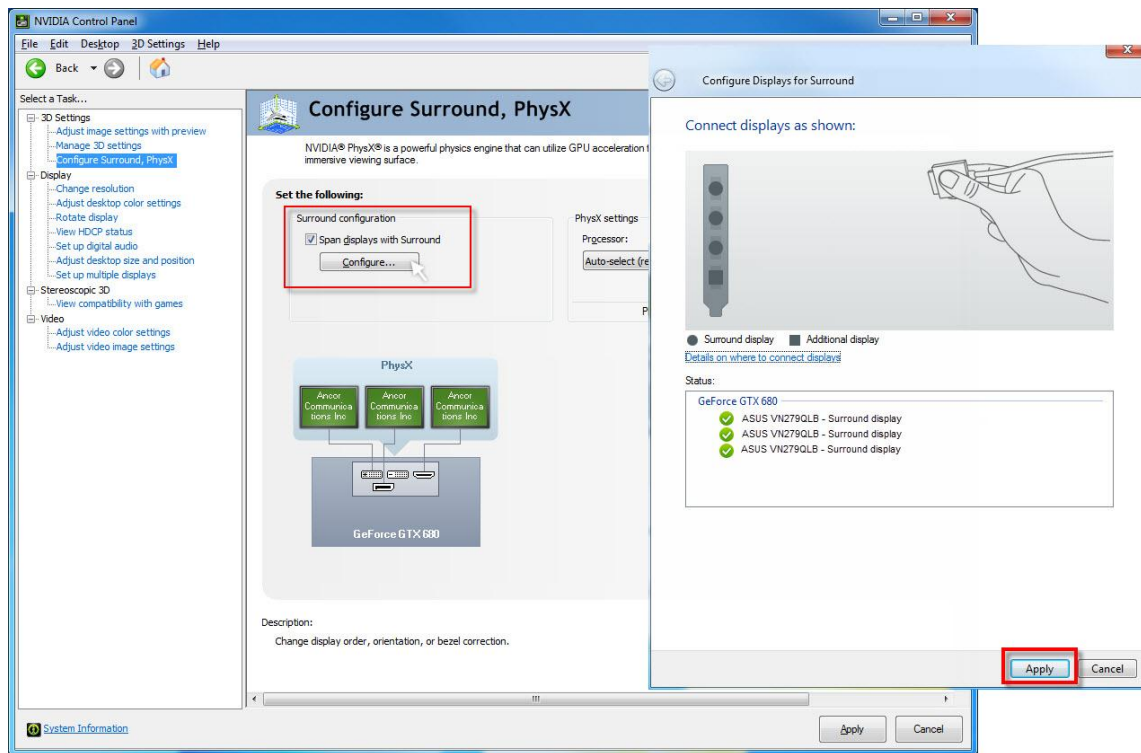 NVIDIA Control Panel
File Edit Desktop 3D Settings Help
Back
Select a Task...
3D Settings
Adjust image settings with preview
Manage 3D settings
Configure Surround, PhysX
Display
Change resolution
Adjust desktop color settings
Rotate display
View HDCP status
Set up digital audio
Adjust desktop size and position
Set up multiple displays
Stereoscopic 3D
View compatibility with games
Video
Adjust video color settings
Adjust video image settings
System Information
Configure Surround, PhysX
NVIDIA® PhysX® is a powerful physics engine that can utilize GPU acceleration
immersive viewing surface.
Set the following:
Surround configuration
Span displays with Surround
Configure...
PhysX settings
Processor:
Auto-select (re
PhysX
Ancor
Communica
tions Inc
Ancor
Communica
tions Inc
Ancor
Communica
tions Inc
GeForce GTX 680
Description:
Change display order, orientation, or bezel correction.
Apply Cancel
Configure Displays for Surround
Connect displays as shown:
Surround display Additional display
Details on where to connect displays
Status:
GeForce GTX 680
ASUS VN279QLB - Surround display
ASUS VN279QLB - Surround display
ASUS VN279QLB - Surround display
Apply Cancel